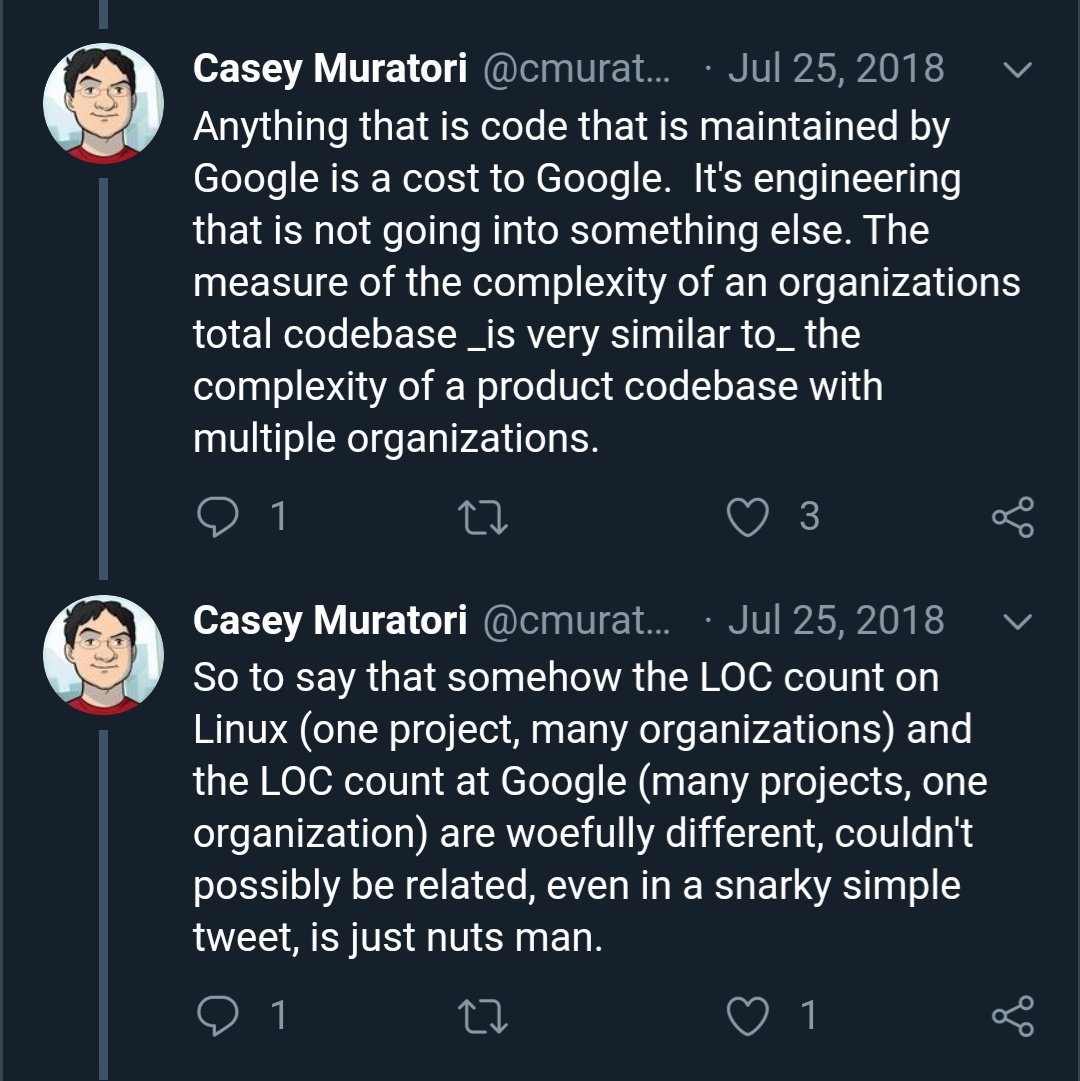 Casey Muratori @cmurat... · Jul 25, 2018
Anything that is code that is maintained by
Google is a cost to Google.  It's engineering
that is not going into something else. The
measure of the complexity of an organizations
total codebase _is very similar to_ the
complexity of a product codebase with
multiple organizations.
1 3
Casey Muratori @cmurat... · Jul 25, 2018
So to say that somehow the LOC count on
Linux (one project, many organizations) and
the LOC count at Google (many projects, one
organization) are woefully different, couldn't
possibly be related, even in a snarky simple
tweet, is just nuts man.
1 1